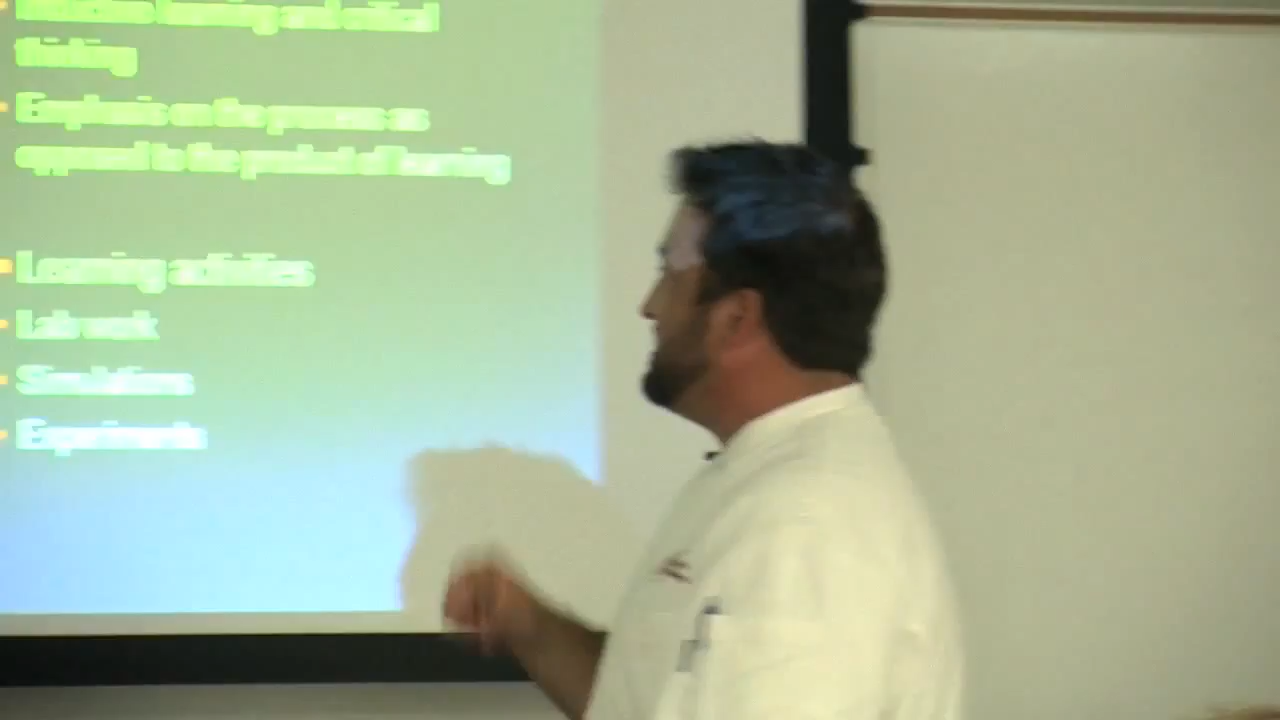 learning and critical
thinking
Emphasis on the process as
opposed to the product of learning
Learning activities
Lab work
Simulations
Experiments